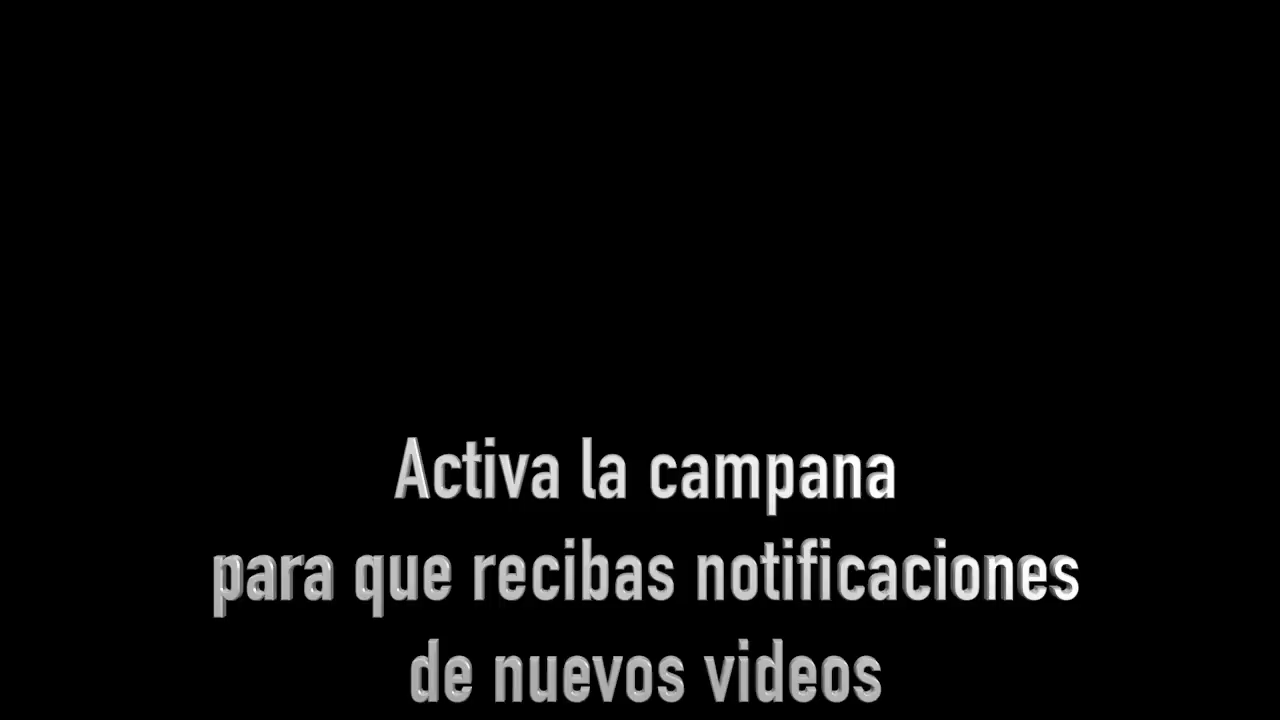 Activa la campana
para que recibas notificaciones
de nuevos videos